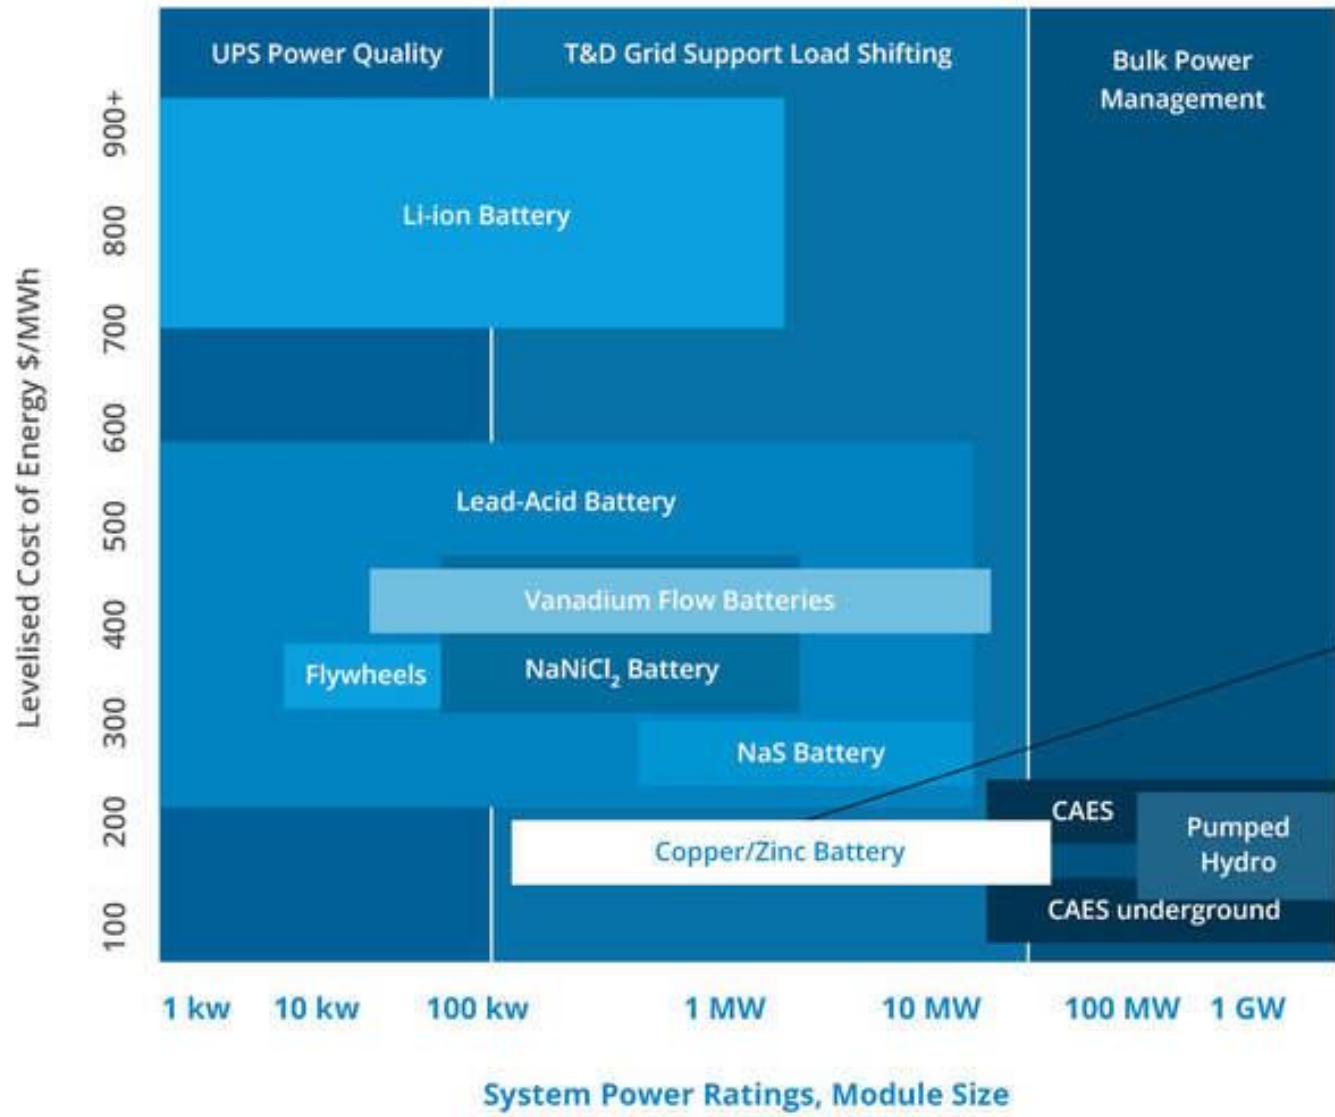 UPS Power Quality
T&D Grid Support Load Shifting
Bulk Power
Management
Levelised Cost of Energy $/MWh
900+
800
700
600
500
400
300
200
100
Li-ion Battery
Lead-Acid Battery
Vanadium Flow Batteries
Flywheels
NaNiCl₂ Battery
NaS Battery
CAES
Pumped
Hydro
Copper/Zinc Battery
CAES underground
1 kw 10 kw 100 kw 1 MW 10 MW 100 MW 1 GW
System Power Ratings, Module Size